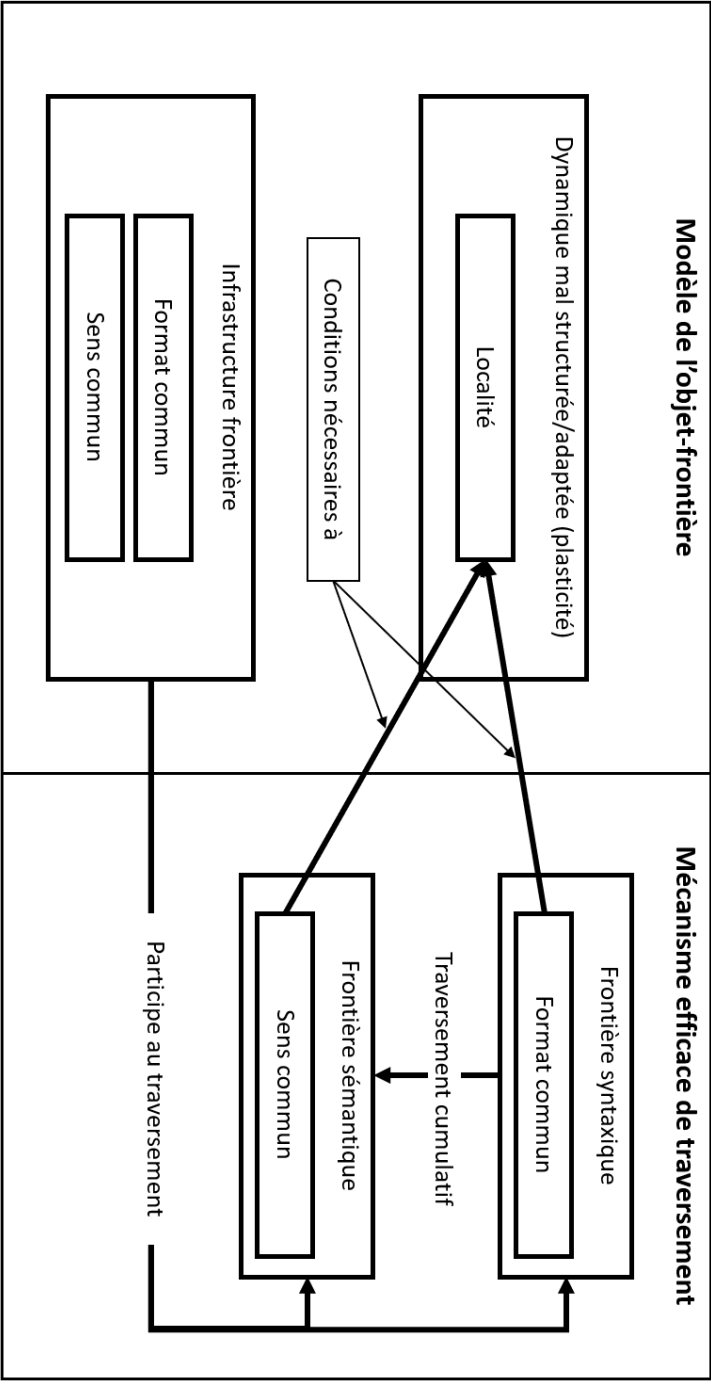 Modèle de l’objet-frontière
Dynamique mal structurée/adaptée (plasticité)
Localité
Conditions nécessaires à
Infrastructure frontière
Format commun
Sens commun
Mécanisme efficace de traversement
Frontière syntaxique
Format commun
Traversement cumulatif
Frontière sémantique
Sens commun
Participe au traversement